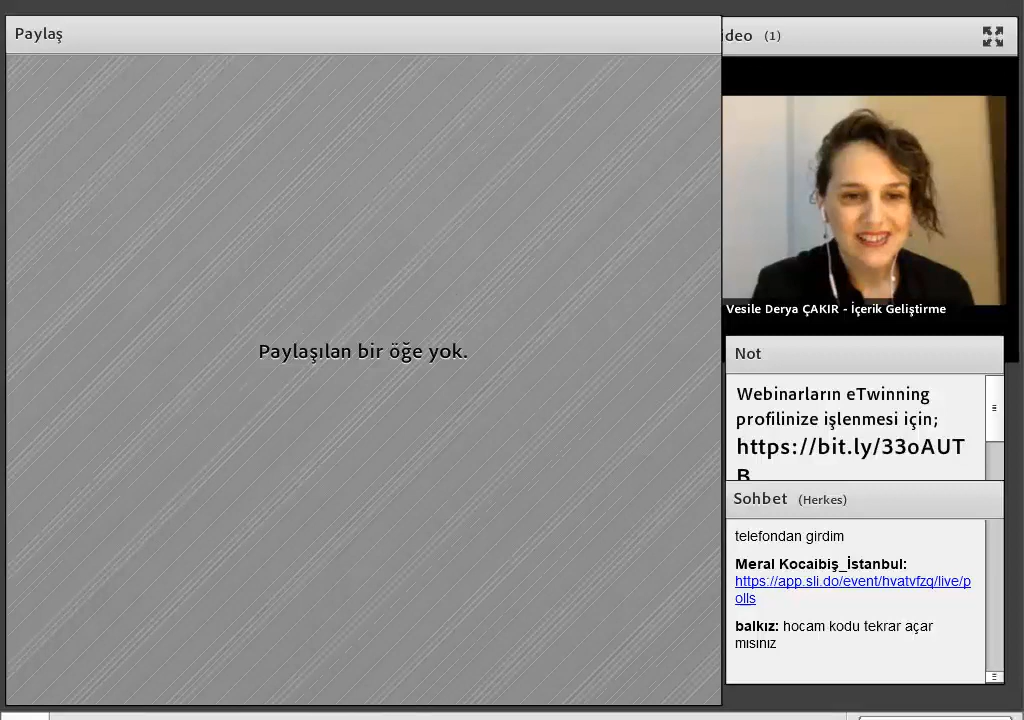 Paylaş
ideo (1)
Paylaşılan bir öğe yok.
Vesile Derya ÇAKIR - İçerik Geliştirme
Not
Webinarların eTwinning
profilinize işlenmesi için;
https://bit.ly/33oAUT
B
Sohbet (Herkes)
telefondan girdim
Meral Kocaibiş_İstanbul:
https://app.sli.do/event/hvatvfzq/live/p
olls
balkız: hocam kodu tekrar açar
mısınız